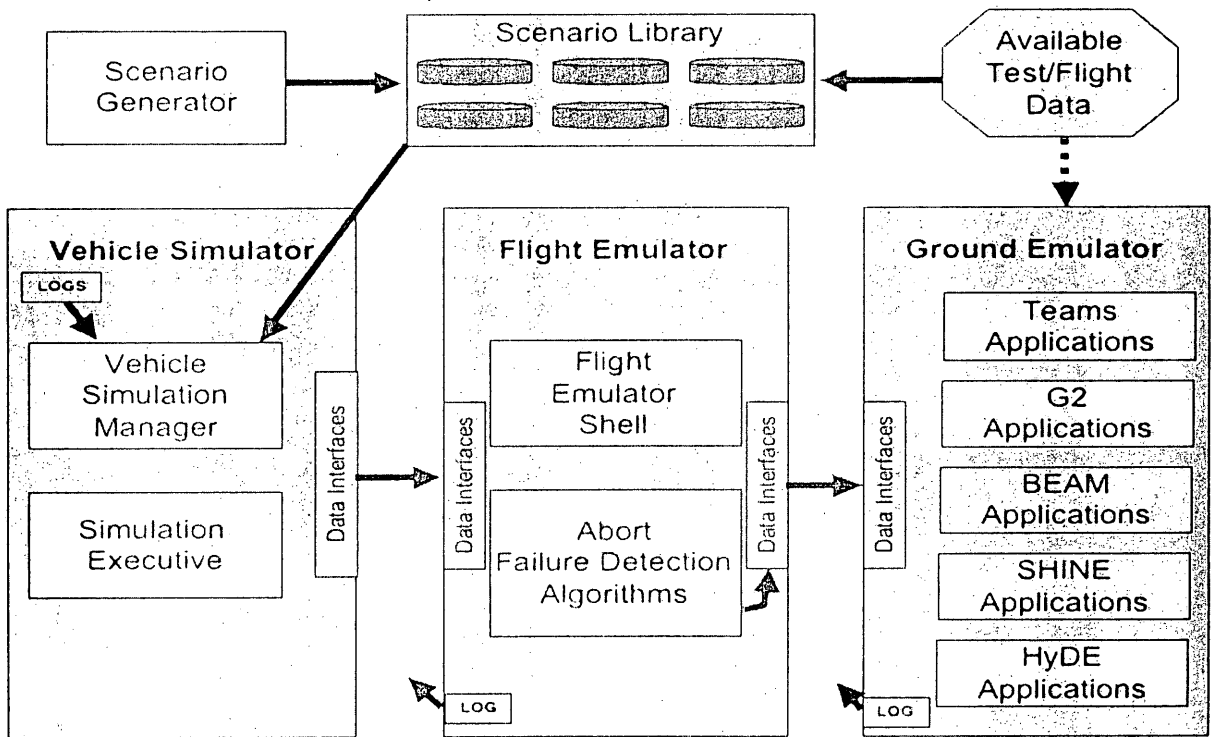 Scenario
Generator
Scenario Library
Available
Test/Flight
Data
Vehicle Simulator
LOGS
Vehicle
Simulation
Manager
Simulation
Executive
Data Interfaces
Flight Emulator
Data Interfaces
Flight
Emulator
Shell
Abort
Failure Detection
Algorithms
Data Interfaces
LOG
Ground Emulator
Data Interfaces
Teams
Applications
G2
Applications
BEAM
Applications
SHINE
Applications
HyDE
Applications
LOG